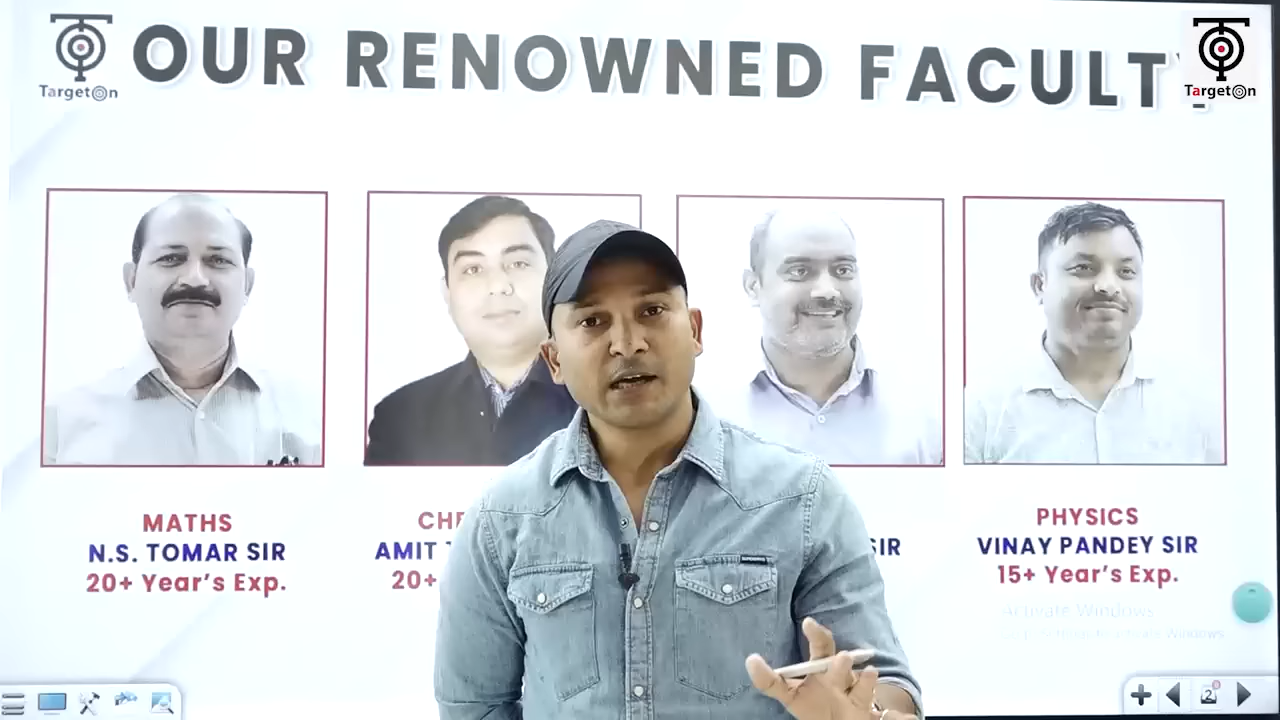 TargetOn
OUR RENOWNED FACULTY
TargetOn
MATHS
N.S. TOMAR SIR
20+ Year's Exp.
AMIT
20+
SIR
PHYSICS
VINAY PANDEY SIR
15+ Year's Exp.
Activate Windows
2